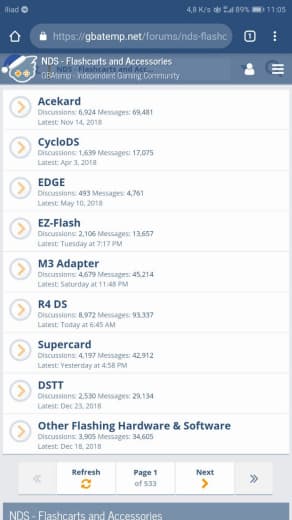 iliad 4,8 K/s 89% 11:05
https://gbatemp.net/forums/nds-flashc 1
NDS - Flashcarts and Accessories
GBAtemp - Independent Gaming Community
Acekard
Discussions: 6,924 Messages: 69,481
Latest: Nov 14, 2018
CycloDS
Discussions: 1,639 Messages: 17,075
Latest: Apr 3, 2018
EDGE
Discussions: 493 Messages: 4,761
Latest: May 10, 2018
EZ-Flash
Discussions: 2,106 Messages: 13,657
Latest: Tuesday at 7:17 PM
M3 Adapter
Discussions: 4,679 Messages: 45,214
Latest: Saturday at 11:48 PM
R4 DS
Discussions: 8,972 Messages: 93,337
Latest: Today at 6:45 AM
Supercard
Discussions: 4,197 Messages: 42,912
Latest: Yesterday at 4:58 PM
DSTT
Discussions: 2,530 Messages: 29,134
Latest: Dec 23, 2018
Other Flashing Hardware & Software
Discussions: 3,905 Messages: 34,605
Latest: Dec 18, 2018
Refresh Page 1 Next
of 533
NDS - Flashcarts and Accessories